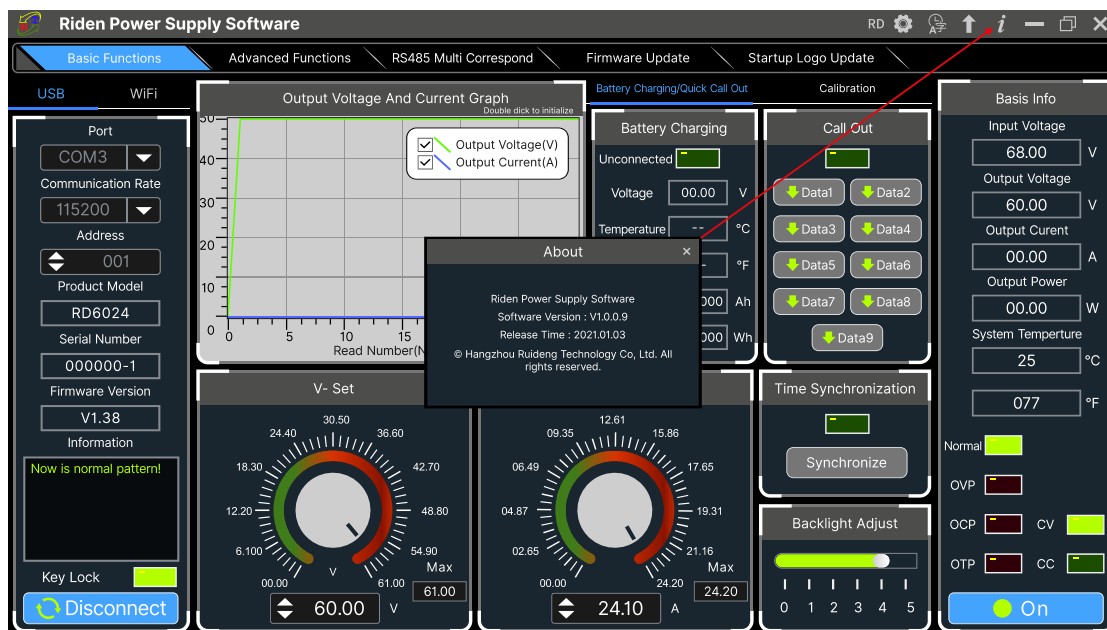 Riden Power Supply Software
RD
Basic Functions
Advanced Functions
RS485 Multi Correspond
Firmware Update
Startup Logo Update
USB
WiFi
Port
COM3
Communication Rate
115200
Address
001
Product Model
RD6024
Serial Number
000000-1
Firmware Version
V1.38
Information
Now is normal pattern!
Key Lock
Disconnect
Output Voltage And Current Graph
Double click to initialize
Output Voltage(V)
Output Current(A)
50
40
30
20
10
0
0 5 10 15
Read Number(N
Battery Charging/Quick Call Out
Calibration
Battery Charging
Unconnected
Voltage 00.00 V
Temperature -- °C
- °F
000 Ah
000 Wh
Call Out
Data1 Data2
Data3 Data4
Data5 Data6
Data7 Data8
Data9
About
Riden Power Supply Software
Software Version : V1.0.0.9
Release Time : 2021.01.03
© Hangzhou Ruideng Technology Co, Ltd. All
rights reserved.
V- Set
00.00
6.100
12.20
18.30
24.40
30.50
36.60
42.70
48.80
54.90
61.00
V
Max
61.00
60.00 V
00.00
02.65
04.87
06.49
09.35
12.61
15.86
17.65
19.31
21.16
24.20
A
Max
24.20
24.10 A
Time Synchronization
Synchronize
Backlight Adjust
0 1 2 3 4 5
Basis Info
Input Voltage
68.00 V
Output Voltage
60.00 V
Output Curent
00.00 A
Output Power
00.00 W
System Temperture
25 °C
077 °F
Normal
OVP
OCP CV
OTP CC
On